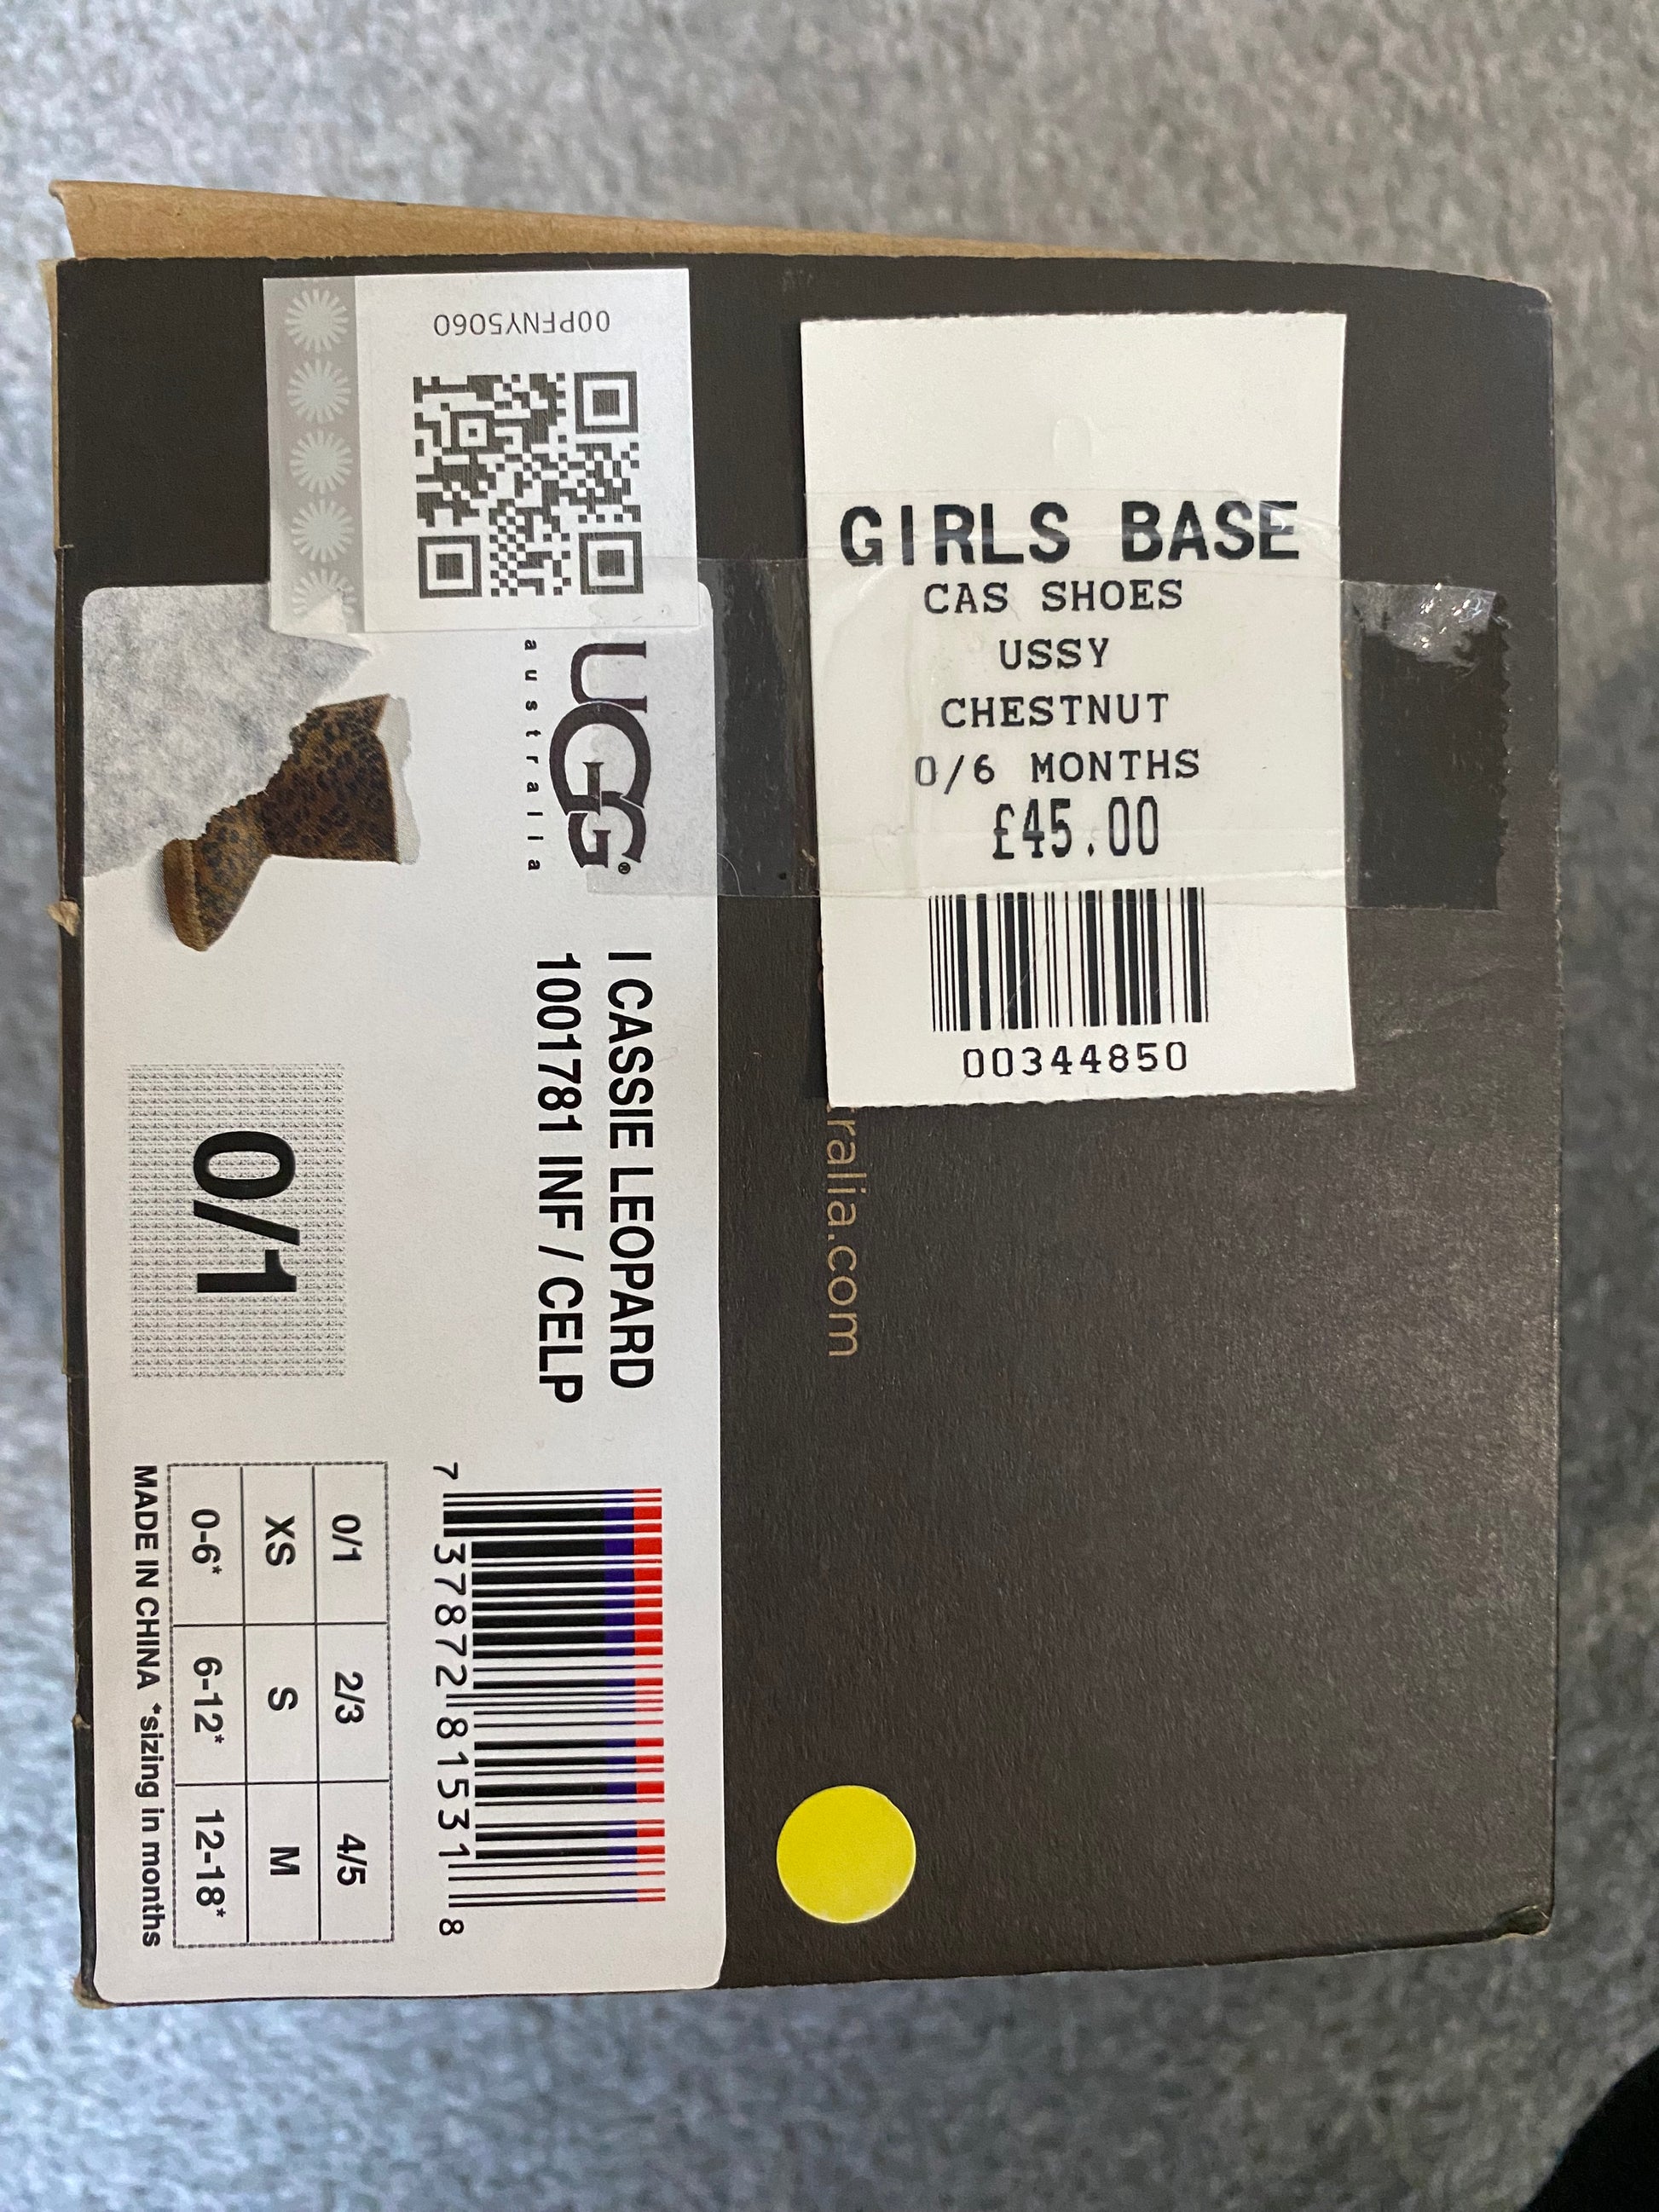 00PFNY5060
UGG®
australia
I CASSIE LEOPARD
1001781 INF / CELP
0/1
7 37872 81531 8
0/1 2/3 4/5
XS S M
0-6* 6-12* 12-18*
MADE IN CHINA *sizing in months
GIRLS BASE
CAS SHOES
USSY
CHESTNUT
0/6 MONTHS
£45.00
00344850
ralia.com